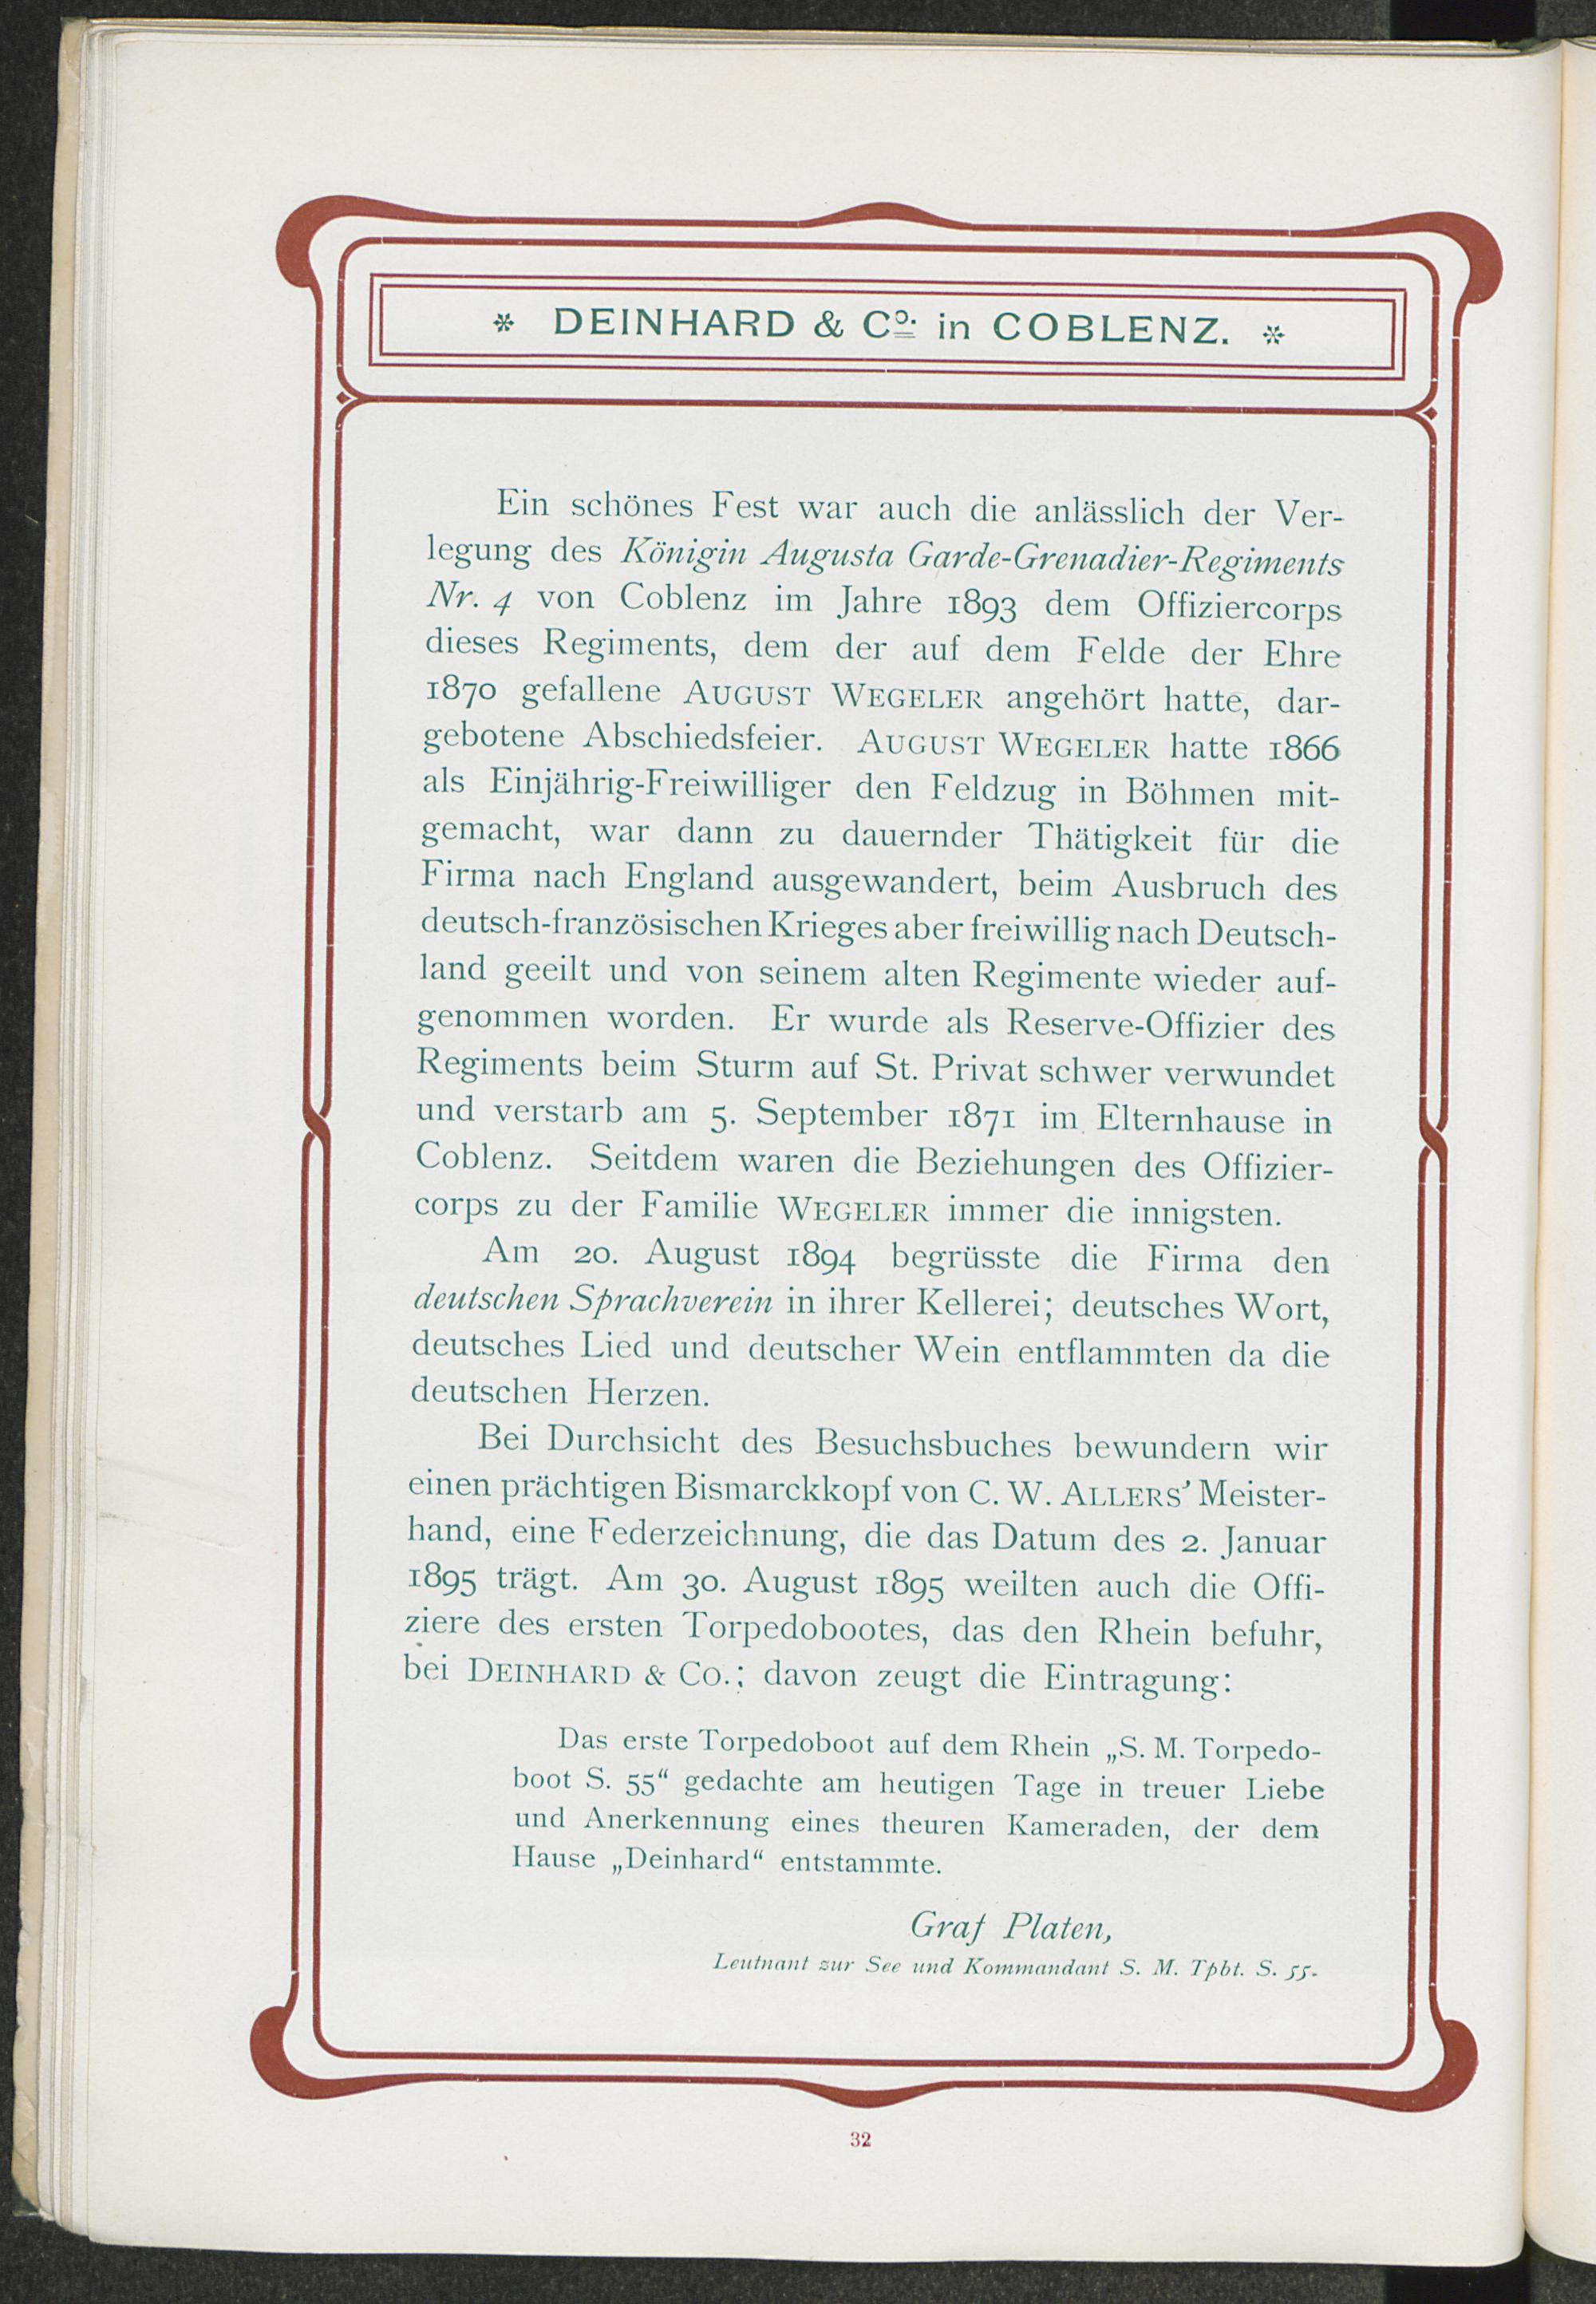 * DEINHARD & Co. in COBLENZ. *
Ein schönes Fest war auch die anlässlich der Ver-
legung des Königin Augusta Garde-Grenadier-Regiments
Nr. 4 von Coblenz im Jahre 1893 dem Offiziercorps
dieses Regiments, dem der auf dem Felde der Ehre
1870 gefallene AUGUST WEGELER angehört hatte, dar-
gebotene Abschiedsfeier. AUGUST WEGELER hatte 1866
als Einjährig-Freiwilliger den Feldzug in Böhmen mit-
gemacht, war dann zu dauernder Thätigkeit für die
Firma nach England ausgewandert, beim Ausbruch des
deutsch-französischen Krieges aber freiwillig nach Deutsch-
land geeilt und von seinem alten Regimente wieder auf-
genommen worden. Er wurde als Reserve-Offizier des
Regiments beim Sturm auf St. Privat schwer verwundet
und verstarb am 5. September 1871 im Elternhause in
Coblenz. Seitdem waren die Beziehungen des Offizier-
corps zu der Familie WEGELER immer die innigsten.
Am 20. August 1894 begrüsste die Firma den
deutschen Sprachverein in ihrer Kellerei; deutsches Wort,
deutsches Lied und deutscher Wein entflammten da die
deutschen Herzen.
Bei Durchsicht des Besuchsbuches bewundern wir
einen prächtigen Bismarckkopf von C. W. ALLERS' Meister-
hand, eine Federzeichnung, die das Datum des 2. Januar
1895 trägt. Am 30. August 1895 weilten auch die Offi-
ziere des ersten Torpedobootes, das den Rhein befuhr,
bei DEINHARD & CO.; davon zeugt die Eintragung:
Das erste Torpedoboot auf dem Rhein „S. M. Torpedo-
boot S. 55“ gedachte am heutigen Tage in treuer Liebe
und Anerkennung eines theuren Kameraden, der dem
Hause „Deinhard“ entstammte.
Graf Platen,
Leutnant zur See und Kommandant S. M. Tpbt. S. 55.
32